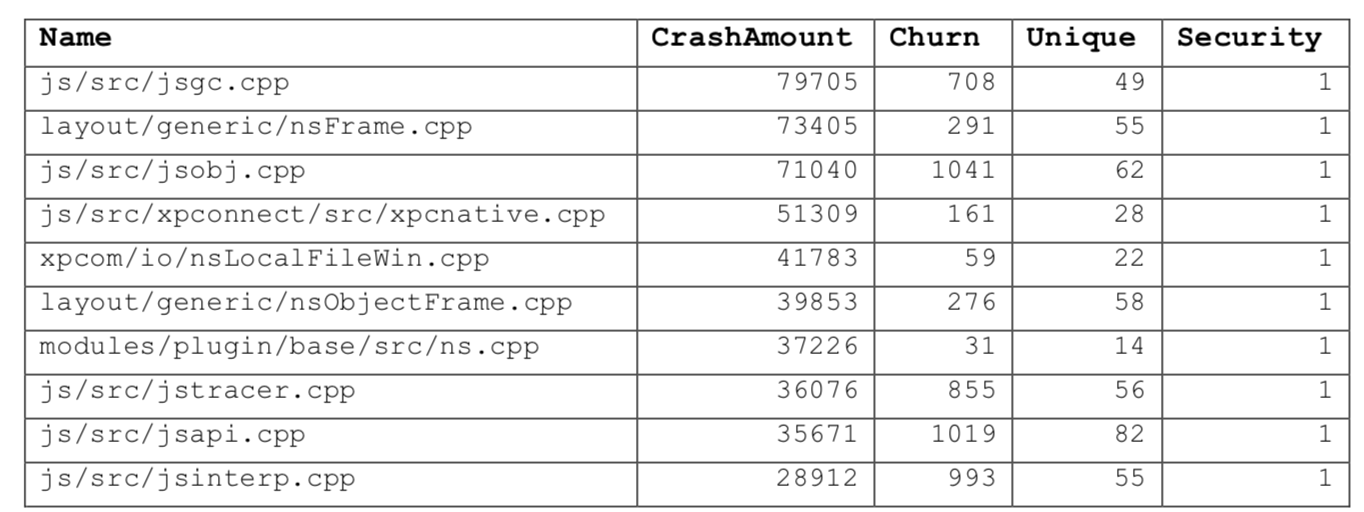 Name CrashAmount Churn Unique Security
js/src/jsgc.cpp 79705 708 49 1
layout/generic/nsFrame.cpp 73405 291 55 1
js/src/jsobj.cpp 71040 1041 62 1
js/src/xpconnect/src/xpcnative.cpp 51309 161 28 1
xpcom/io/nsLocalFileWin.cpp 41783 59 22 1
layout/generic/nsObjectFrame.cpp 39853 276 58 1
modules/plugin/base/src/ns.cpp 37226 31 14 1
js/src/jstracer.cpp 36076 855 56 1
js/src/jsapi.cpp 35671 1019 82 1
js/src/jsinterp.cpp 28912 993 55 1